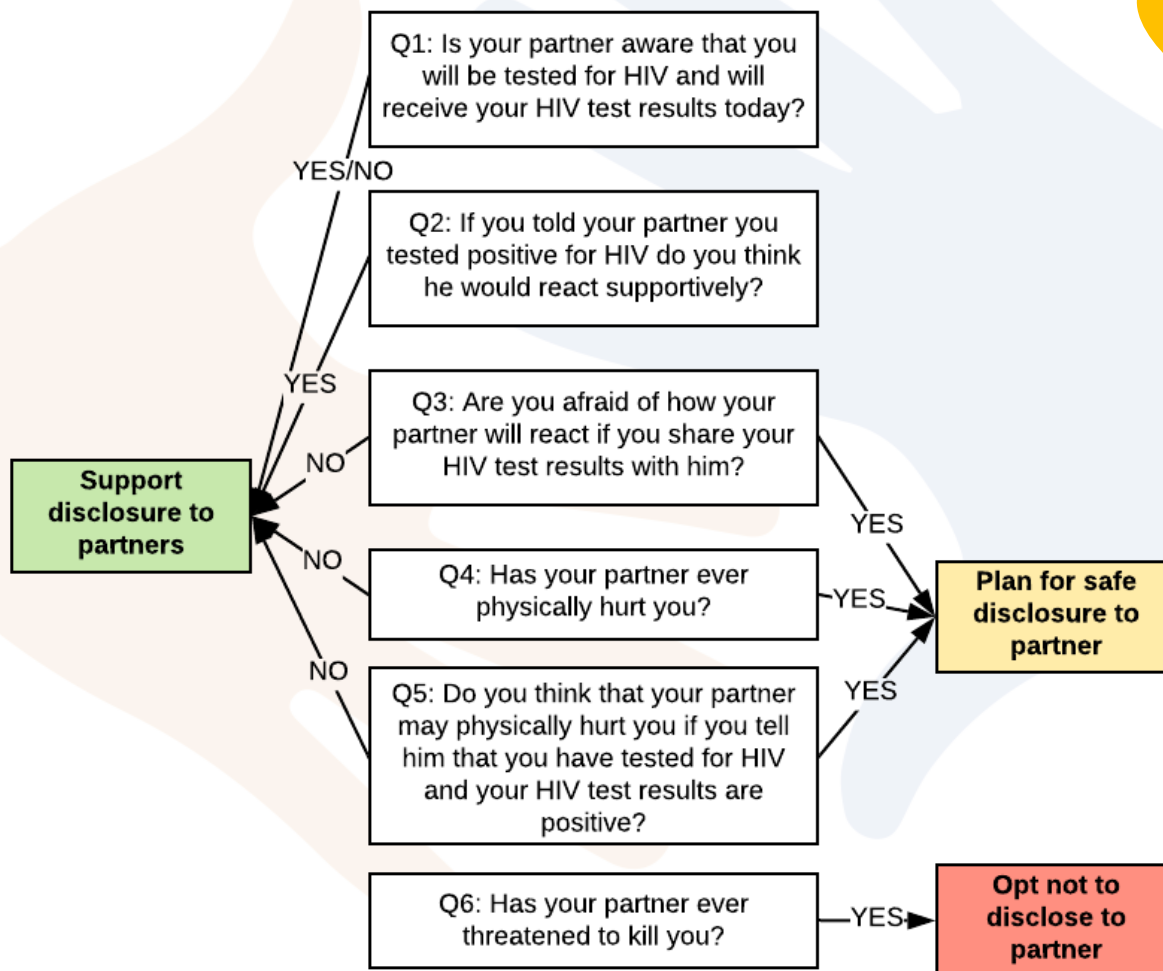 Q1: Is your partner aware that you
will be tested for HIV and will
receive your HIV test results today?
YES/NO
Q2: If you told your partner you
tested positive for HIV do you think
he would react supportively?
YES
Q3: Are you afraid of how your
partner will react if you share your
HIV test results with him?
NO
YES
Support
disclosure to
partners
Q4: Has your partner ever
physically hurt you?
NO
YES
Plan for safe
disclosure to
partner
Q5: Do you think that your partner
may physically hurt you if you tell
him that you have tested for HIV
and your HIV test results are
positive?
NO
YES
Q6: Has your partner ever
threatened to kill you?
YES
Opt not to
disclose to
partner